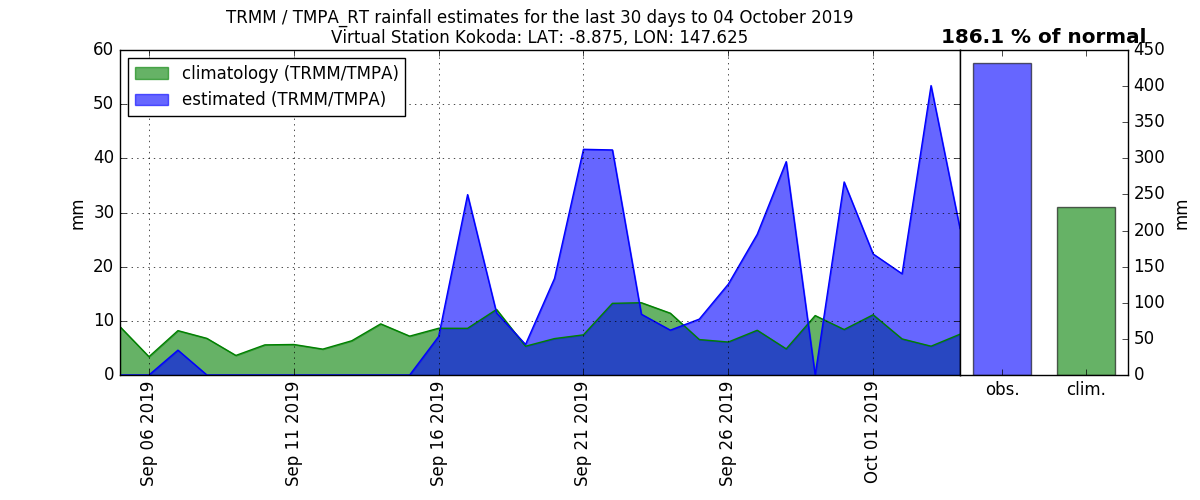 TRMM / TMPA_RT rainfall estimates for the last 30 days to 04 October 2019
Virtual Station Kokoda: LAT: -8.875, LON: 147.625
186.1 % of normal
climatology (TRMM/TMPA)
estimated (TRMM/TMPA)
mm
60
50
40
30
20
10
0
Sep 06 2019
Sep 11 2019
Sep 16 2019
Sep 21 2019
Sep 26 2019
Oct 01 2019
obs.
clim.
450
400
350
300
250
200
150
100
50
0
mm